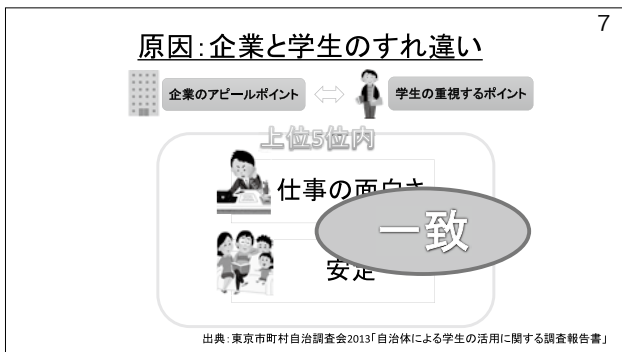 7
原因：企業と学生のすれ違い
企業のアピールポイント
学生の重視するポイント
上位5位内
仕事の面白さ
一致
安定
出典：東京市町村自治調査会2013「自治体による学生の活用に関する調査報告書」